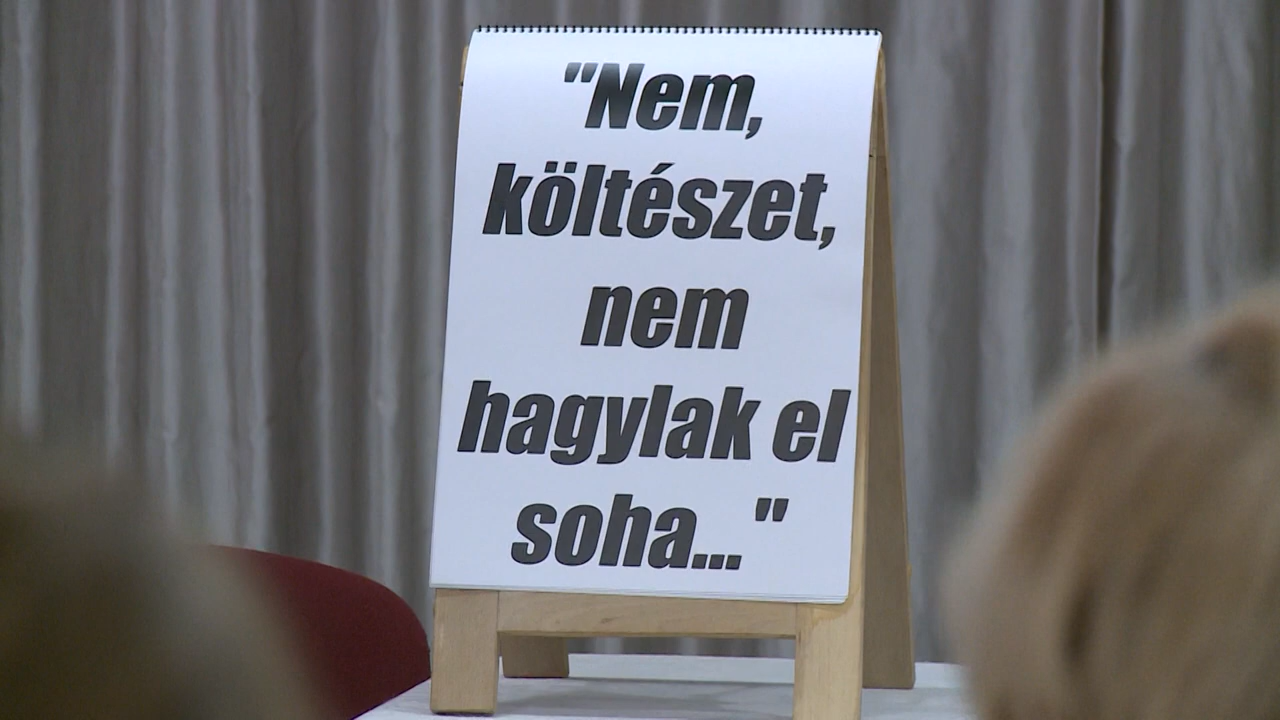 "Nem,
költészet,
nem
hagylak el
soha... "